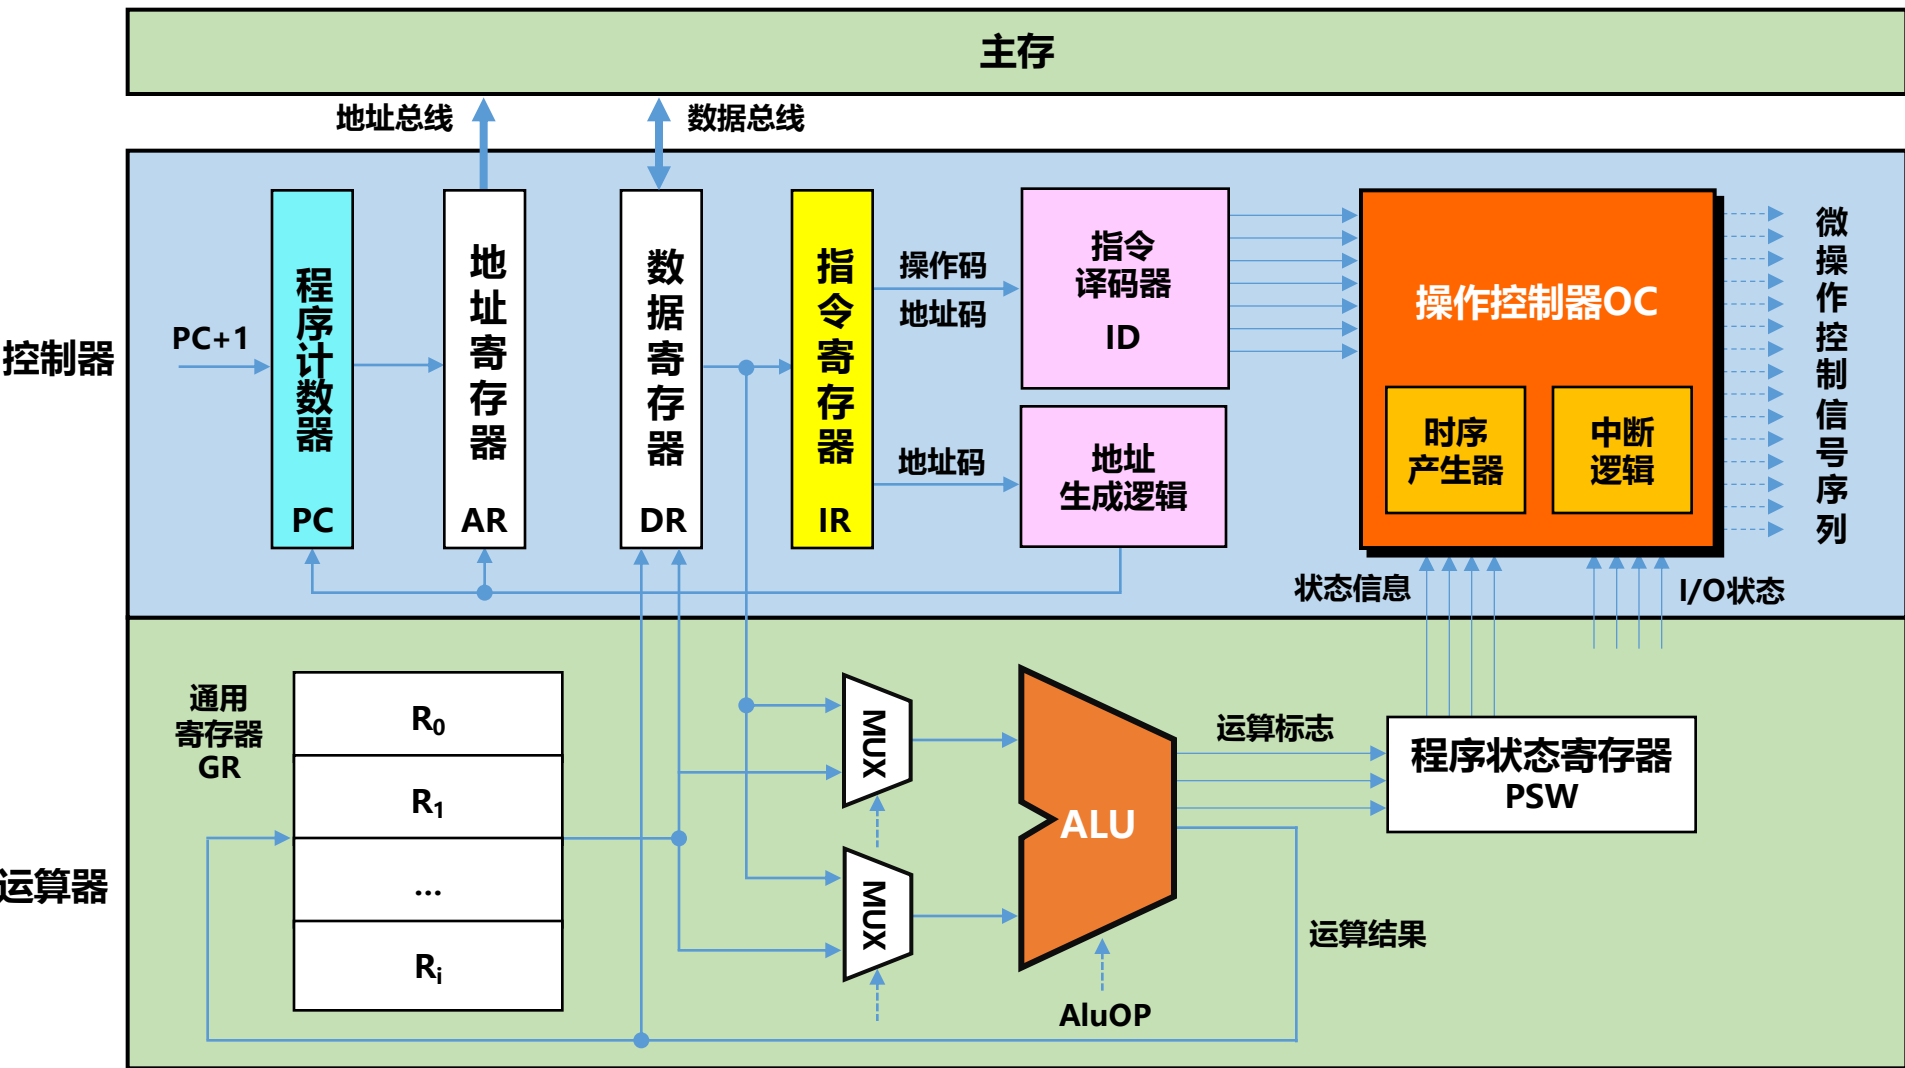 主存
地址总线
数据总线
控制器
PC+1
程序计数器
PC
地址寄存器
AR
数据寄存器
DR
指令寄存器
IR
操作码
地址码
地址码
指令
译码器
ID
地址
生成逻辑
操作控制器OC
时序
产生器
中断
逻辑
微操作控制信号序列
状态信息
I/O状态
运算器
通用
寄存器
GR
R0
R1
...
Ri
MUX
MUX
ALU
AluOP
运算标志
程序状态寄存器
PSW
运算结果